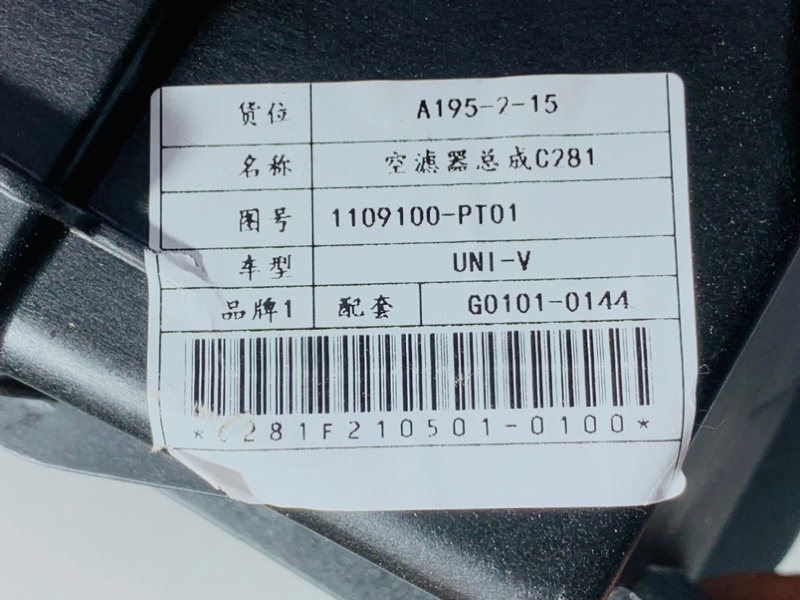 货位 A195-2-15
名称 空滤器总成C281
图号 1109100-PT01
车型 UNI-V
品牌1 配套 G0101-0144
*C281F210501-0100*